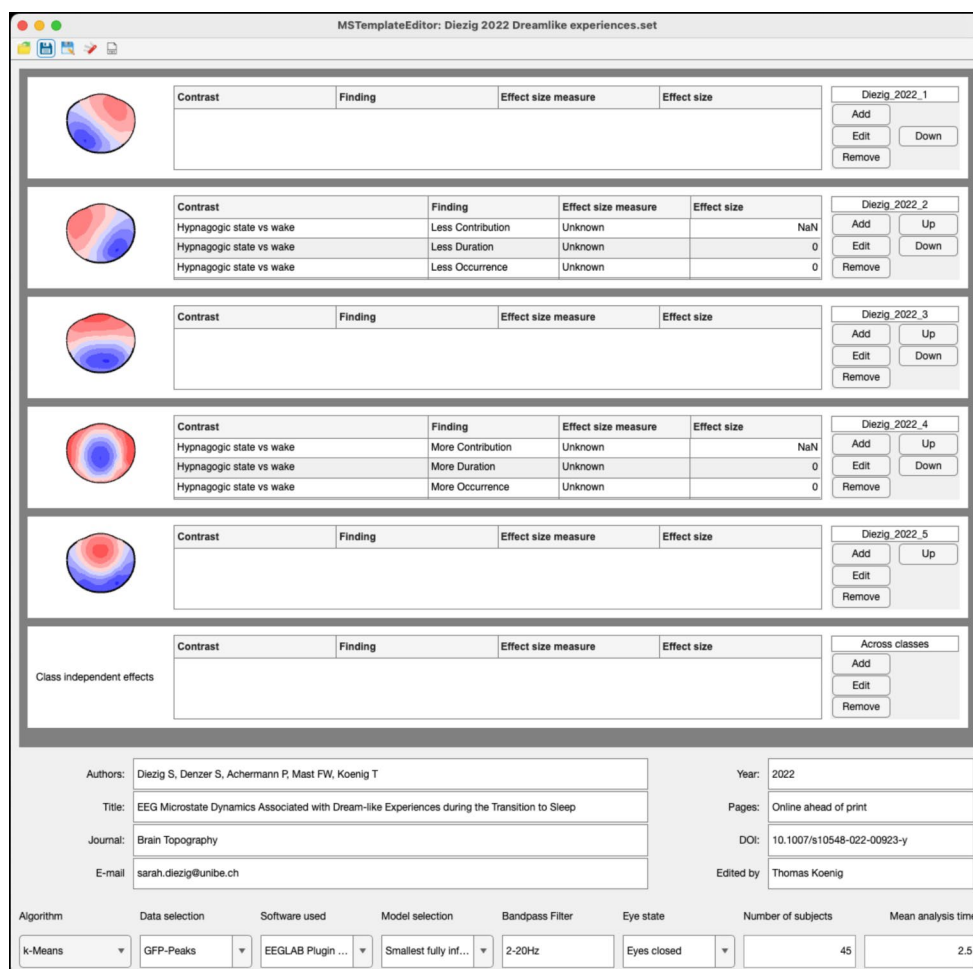 MSTemplateEditor: Diezig 2022 Dreamlike experiences.set
Contrast Finding Effect size measure Effect size
Diezig_2022_1
Add
Edit Down
Remove
Contrast Finding Effect size measure Effect size
Hypnagogic state vs wake Less Contribution Unknown NaN
Hypnagogic state vs wake Less Duration Unknown 0
Hypnagogic state vs wake Less Occurrence Unknown 0
Diezig_2022_2
Add Up
Edit Down
Remove
Contrast Finding Effect size measure Effect size
Diezig_2022_3
Add Up
Edit Down
Remove
Contrast Finding Effect size measure Effect size
Hypnagogic state vs wake More Contribution Unknown NaN
Hypnagogic state vs wake More Duration Unknown 0
Hypnagogic state vs wake More Occurrence Unknown 0
Diezig_2022_4
Add Up
Edit Down
Remove
Contrast Finding Effect size measure Effect size
Diezig_2022_5
Add Up
Edit
Remove
Class independent effects
Contrast Finding Effect size measure Effect size
Across classes
Add
Edit
Remove
Authors: Diezig S, Denzer S, Achermann P, Mast FW, Koenig T Year: 2022
Title: EEG Microstate Dynamics Associated with Dream-like Experiences during the Transition to Sleep Pages: Online ahead of print
Journal: Brain Topography DOI: 10.1007/s10548-022-00923-y
E-mail sarah.diezig@unibe.ch Edited by Thomas Koenig
Algorithm Data selection Software used Model selection Bandpass Filter Eye state Number of subjects Mean analysis time
k-Means GFP-Peaks EEGLAB Plugin ... Smallest fully inf... 2-20Hz Eyes closed 45 2.5